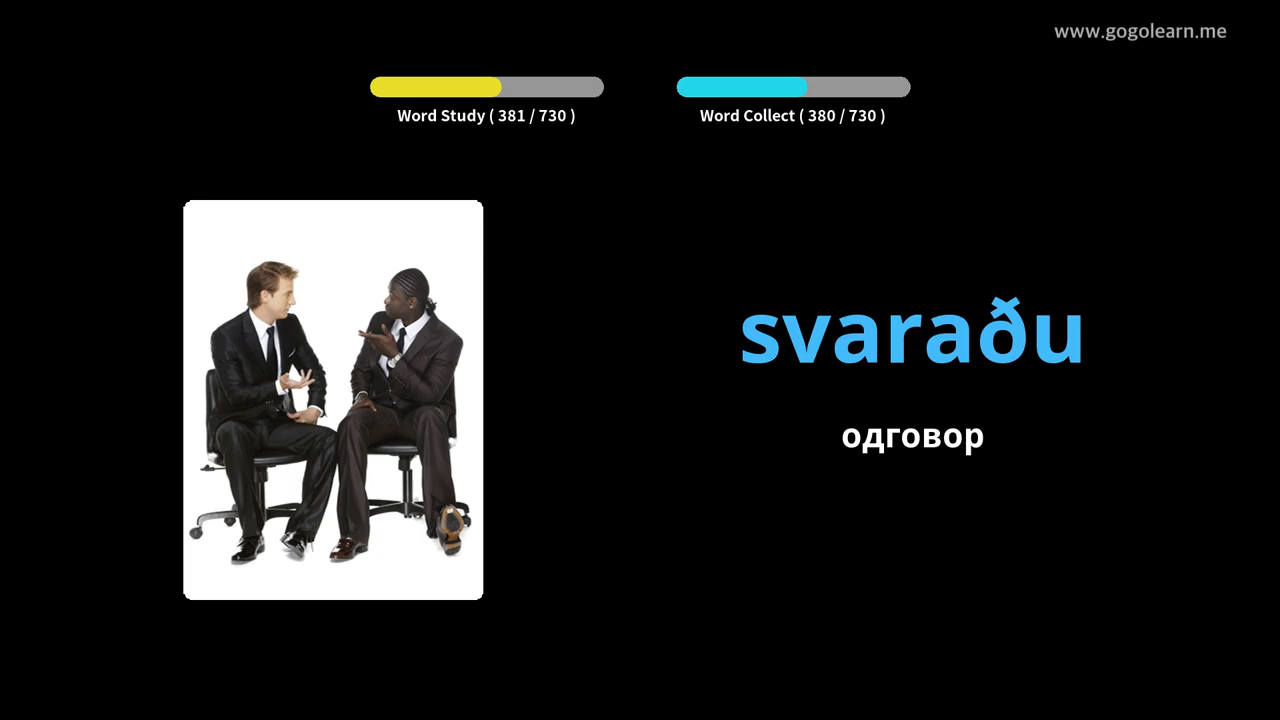 www.gogolearn.me
Word Study ( 381 / 730 )
Word Collect ( 380 / 730 )
svaraðu
одговор